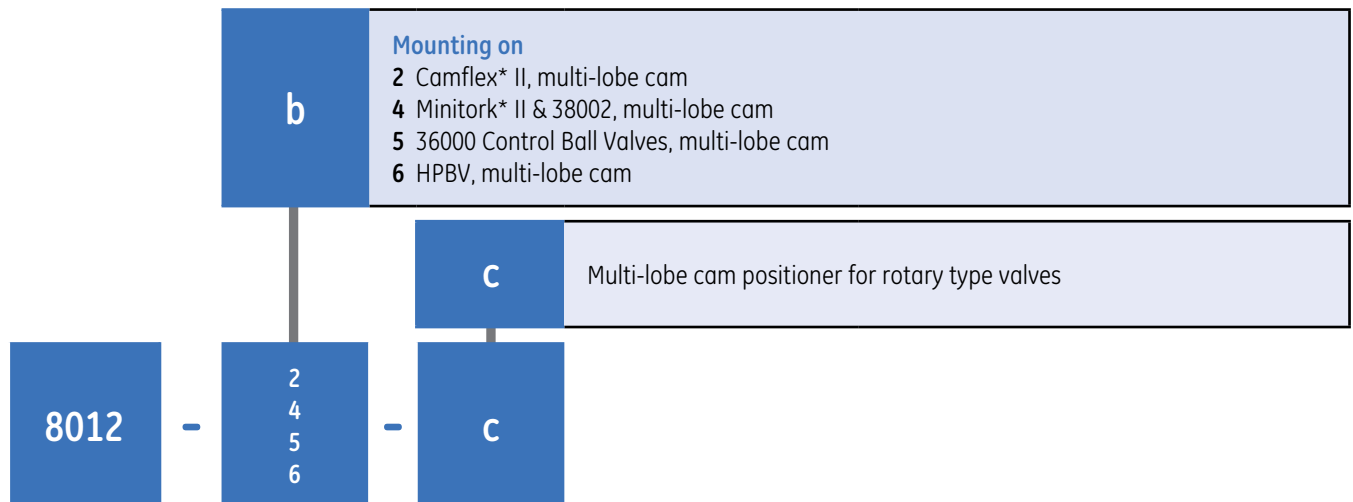 b
Mounting on
2 Camflex* II, multi-lobe cam
4 Minitork* II & 38002, multi-lobe cam
5 36000 Control Ball Valves, multi-lobe cam
6 HPBV, multi-lobe cam
c
Multi-lobe cam positioner for rotary type valves
8012 - 2 - c
4
5
6